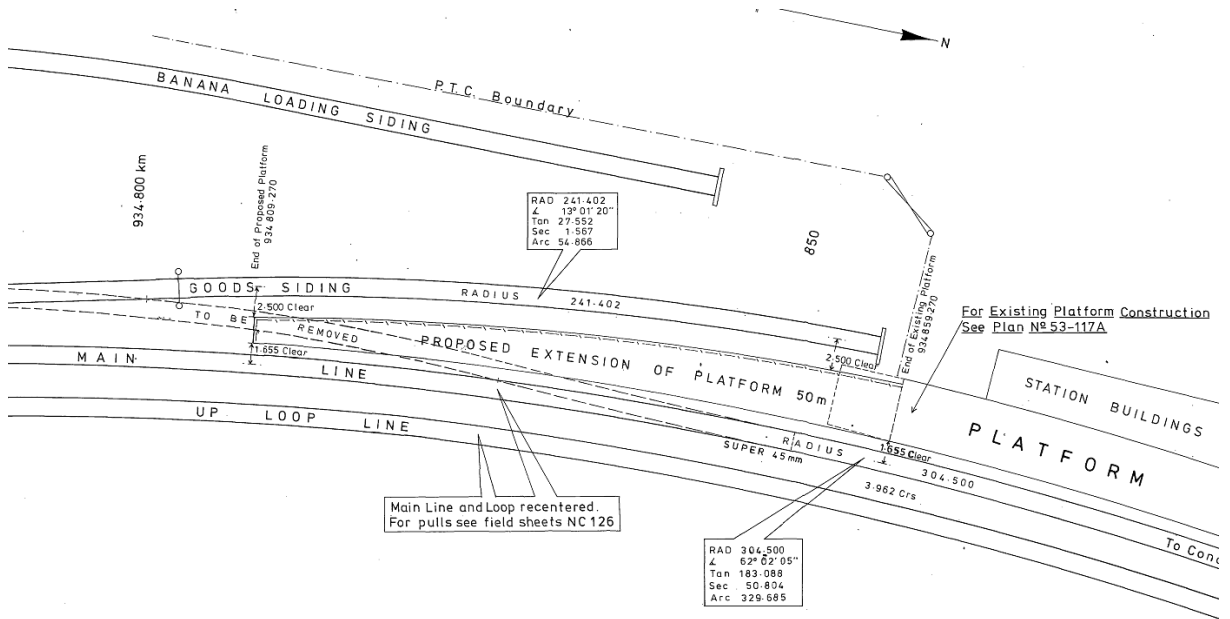 N
BANANA LOADING SIDING
P.T.C. Boundary
934·800 km
End of Proposed Platform
934 809·270
RAD 241·402
∡ 13° 01' 20"
Tan 27·552
Sec 1·567
Arc 54·866
850
End of Existing Platform
934 859·270
GOODS SIDING
RADIUS 241·402
2·500 Clear
TO BE REMOVED
1·655 Clear
PROPOSED EXTENSION OF PLATFORM 50m
2·500 Clear
For Existing Platform Construction
See Plan Nº 53-117A
STATION BUILDINGS
PLATFORM
MAIN LINE
UP LOOP LINE
SUPER 45mm
RADIUS 304·500
1·655 Clear
3·962 Crs
To Conc
Main Line and Loop recentered.
For pulls see field sheets NC 126
RAD 304·500
∡ 62° 02' 05"
Tan 183·088
Sec 50·804
Arc 329·685